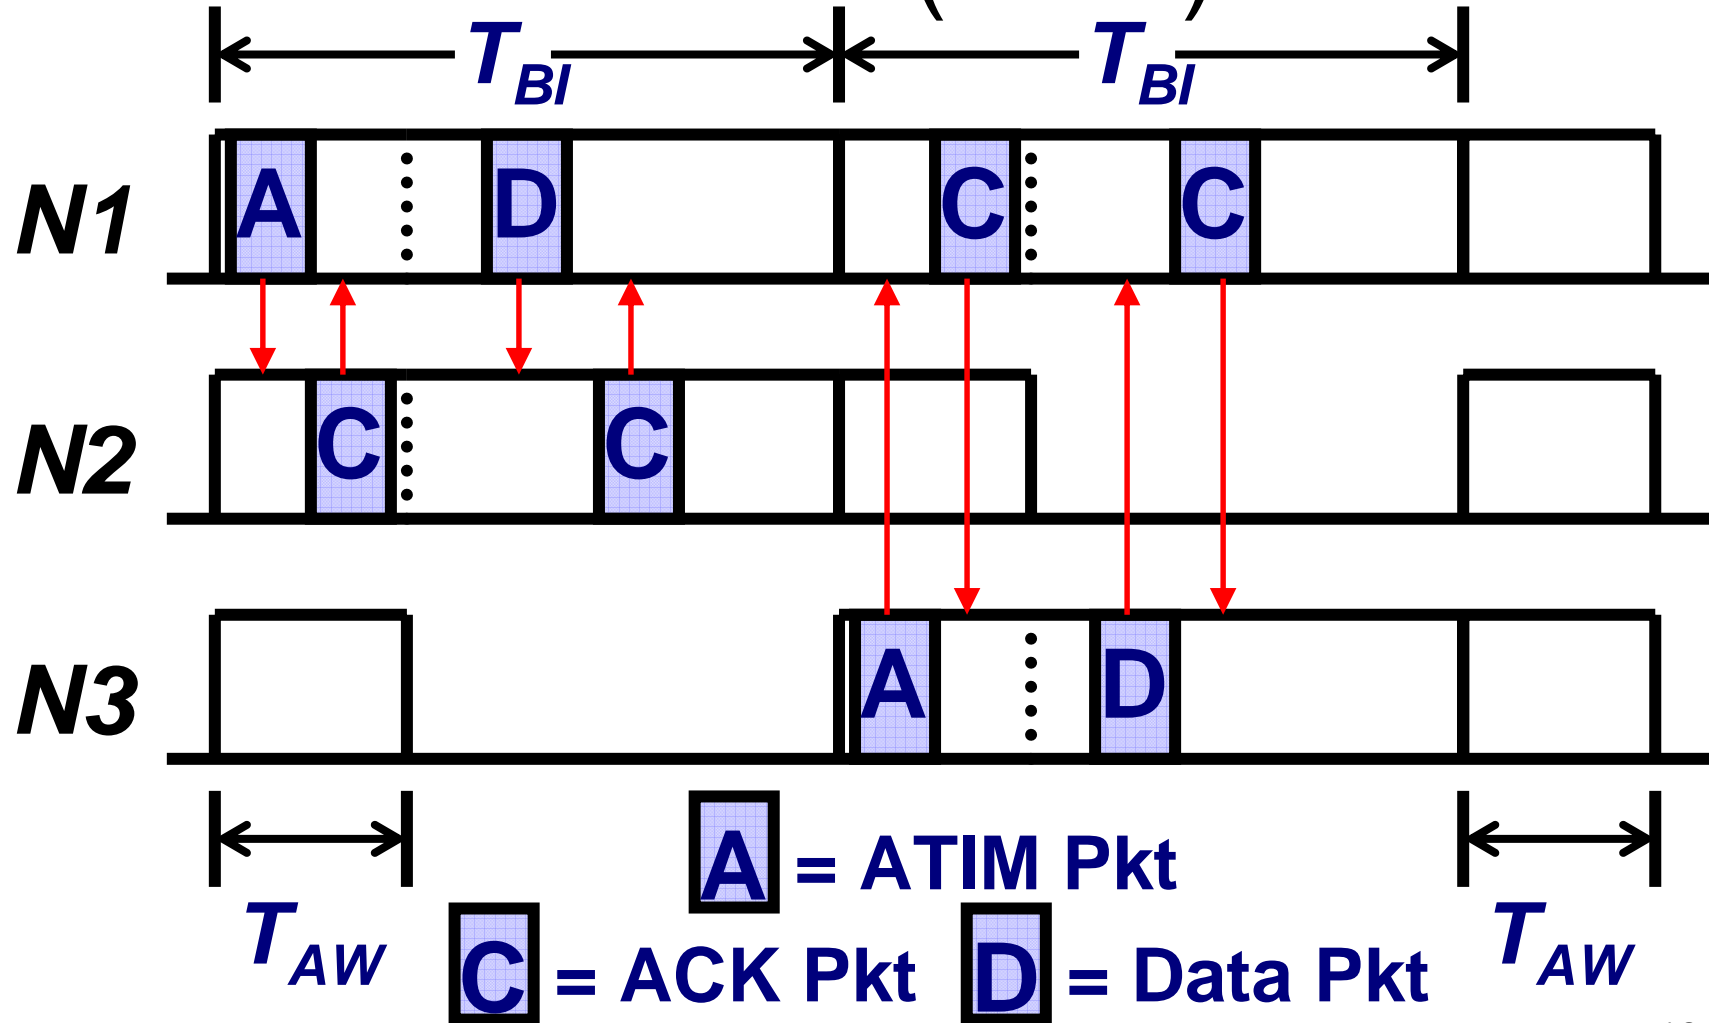 T_BI T_BI
N1 A D C C
N2 C C
N3 A D
A = ATIM Pkt
T_AW C = ACK Pkt D = Data Pkt T_AW